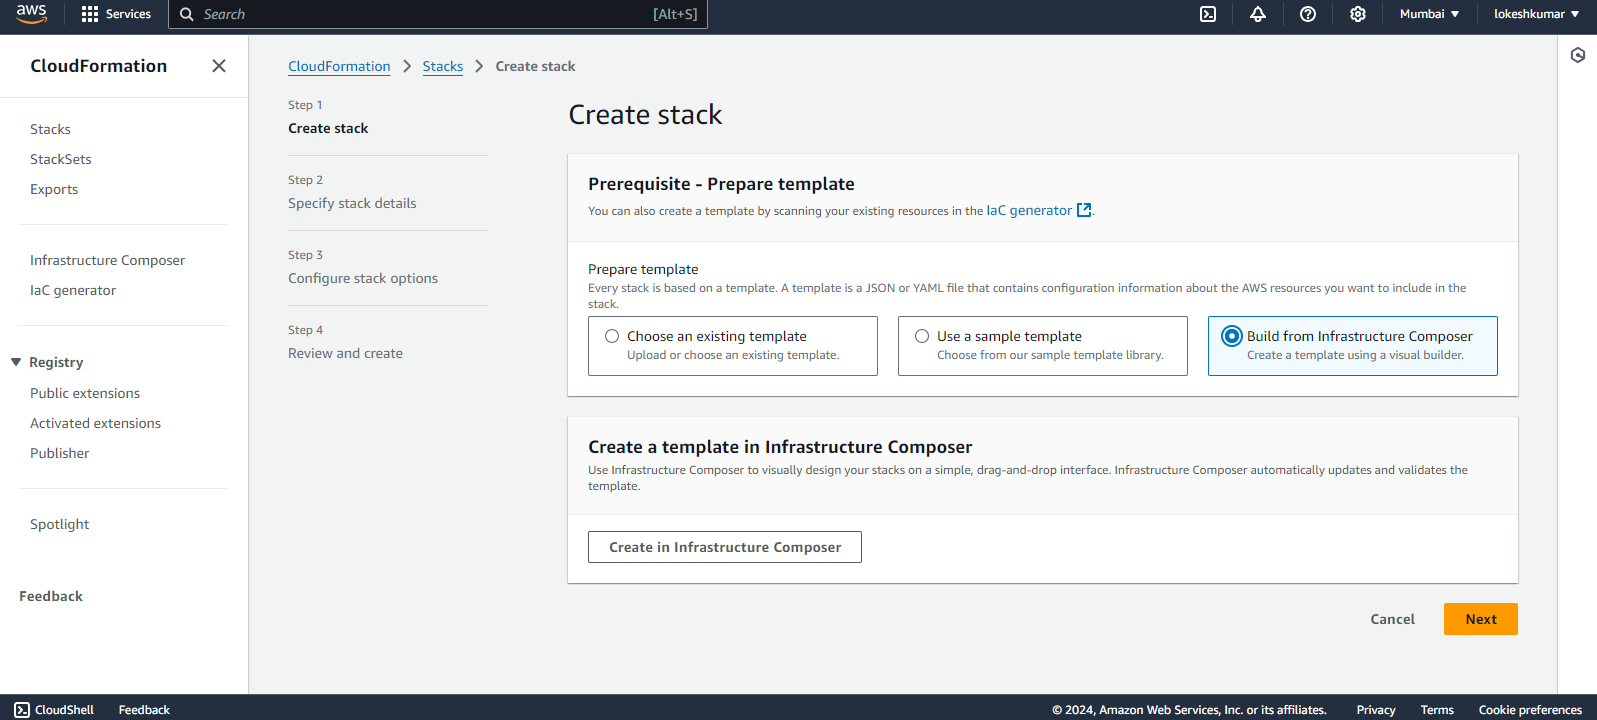 aws
Services
Search
[Alt+S]
Mumbai
lokeshkumar
CloudFormation
Stacks
StackSets
Exports
Infrastructure Composer
IaC generator
Registry
Public extensions
Activated extensions
Publisher
Spotlight
Feedback
CloudFormation
Stacks
Create stack
Step 1
Create stack
Step 2
Specify stack details
Step 3
Configure stack options
Step 4
Review and create
Create stack
Prerequisite - Prepare template
You can also create a template by scanning your existing resources in the IaC generator .
Prepare template
Every stack is based on a template. A template is a JSON or YAML file that contains configuration information about the AWS resources you want to include in the
stack.
Choose an existing template
Upload or choose an existing template.
Use a sample template
Choose from our sample template library.
Build from Infrastructure Composer
Create a template using a visual builder.
Create a template in Infrastructure Composer
Use Infrastructure Composer to visually design your stacks on a simple, drag-and-drop interface. Infrastructure Composer automatically updates and validates the
template.
Create in Infrastructure Composer
Cancel
Next
CloudShell
Feedback
© 2024, Amazon Web Services, Inc. or its affiliates.
Privacy
Terms
Cookie preferences